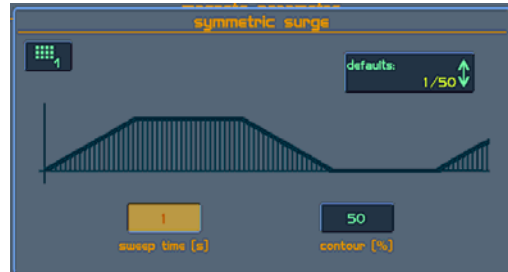 symmetric surge
1
defaults:
1/50
1
50
sweep time [s]
contour [%]